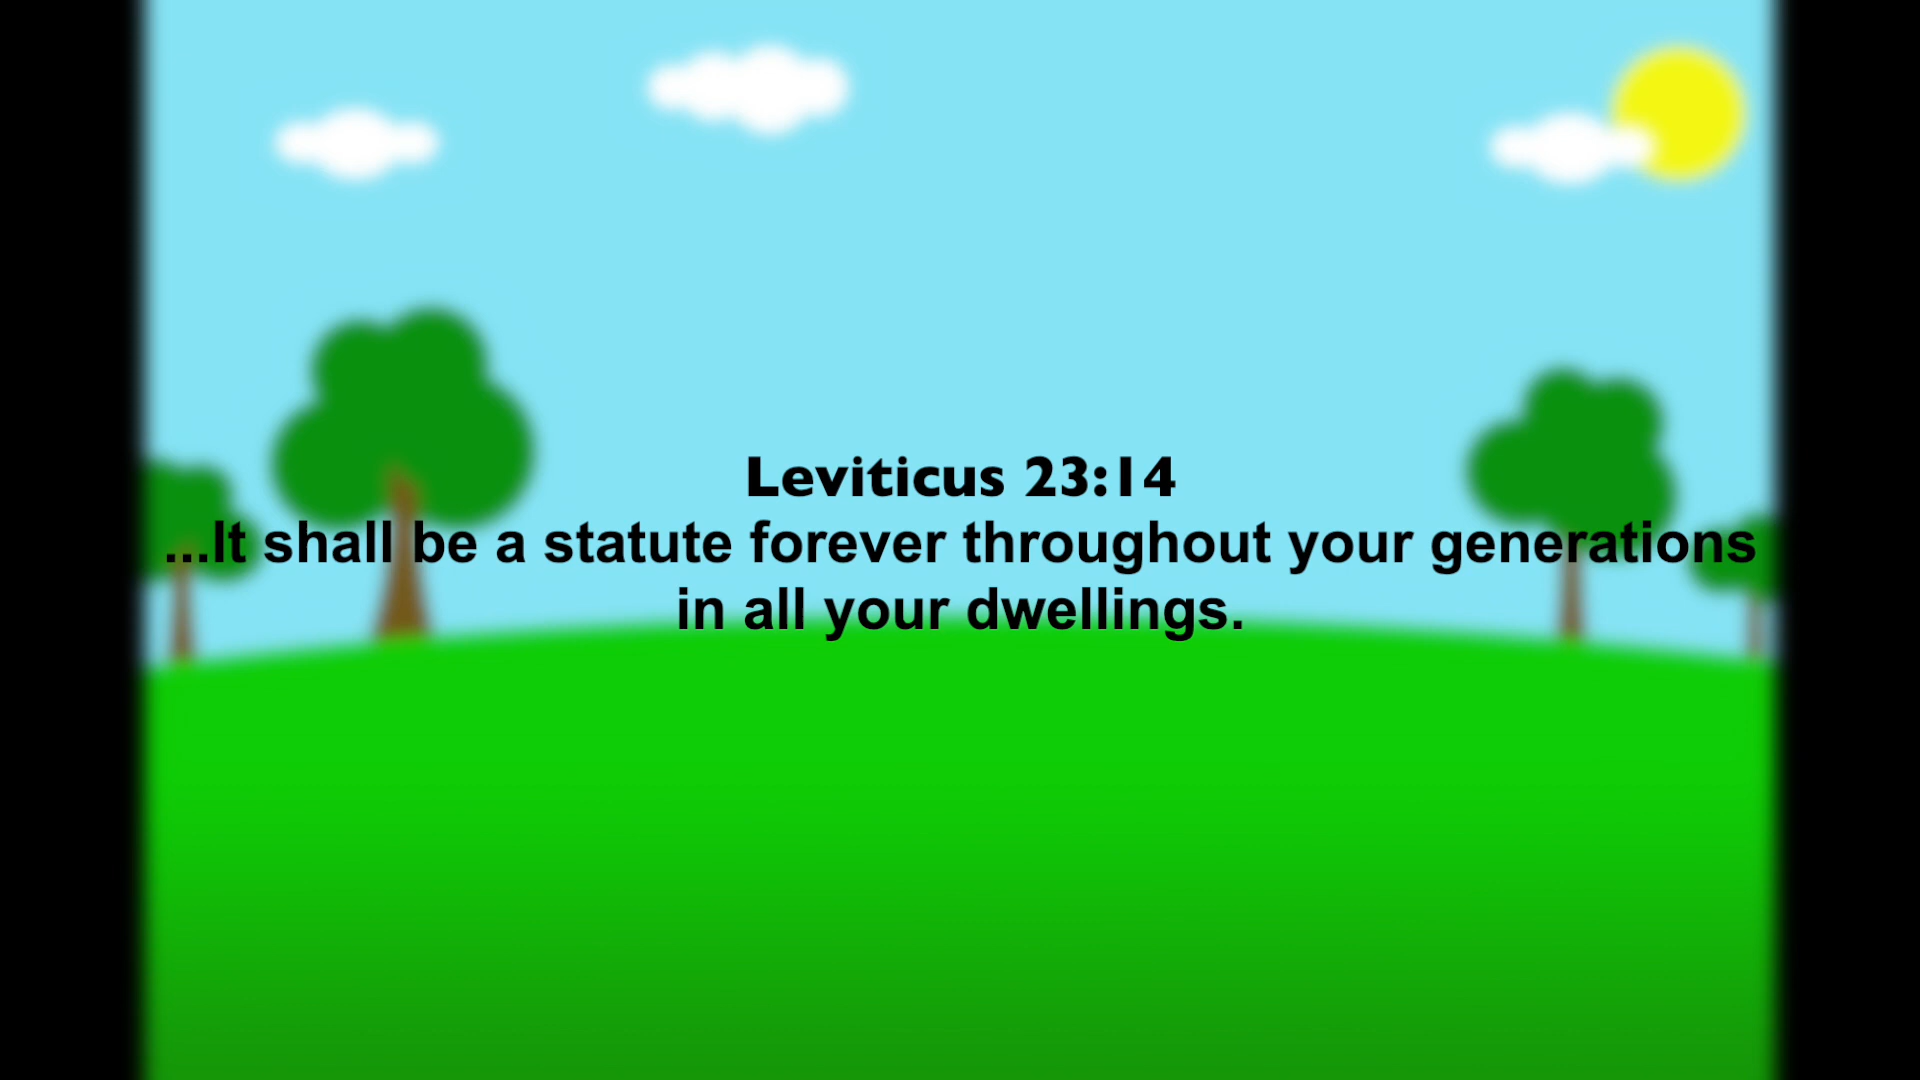 Leviticus 23:14
...It shall be a statute forever throughout your generations
in all your dwellings.